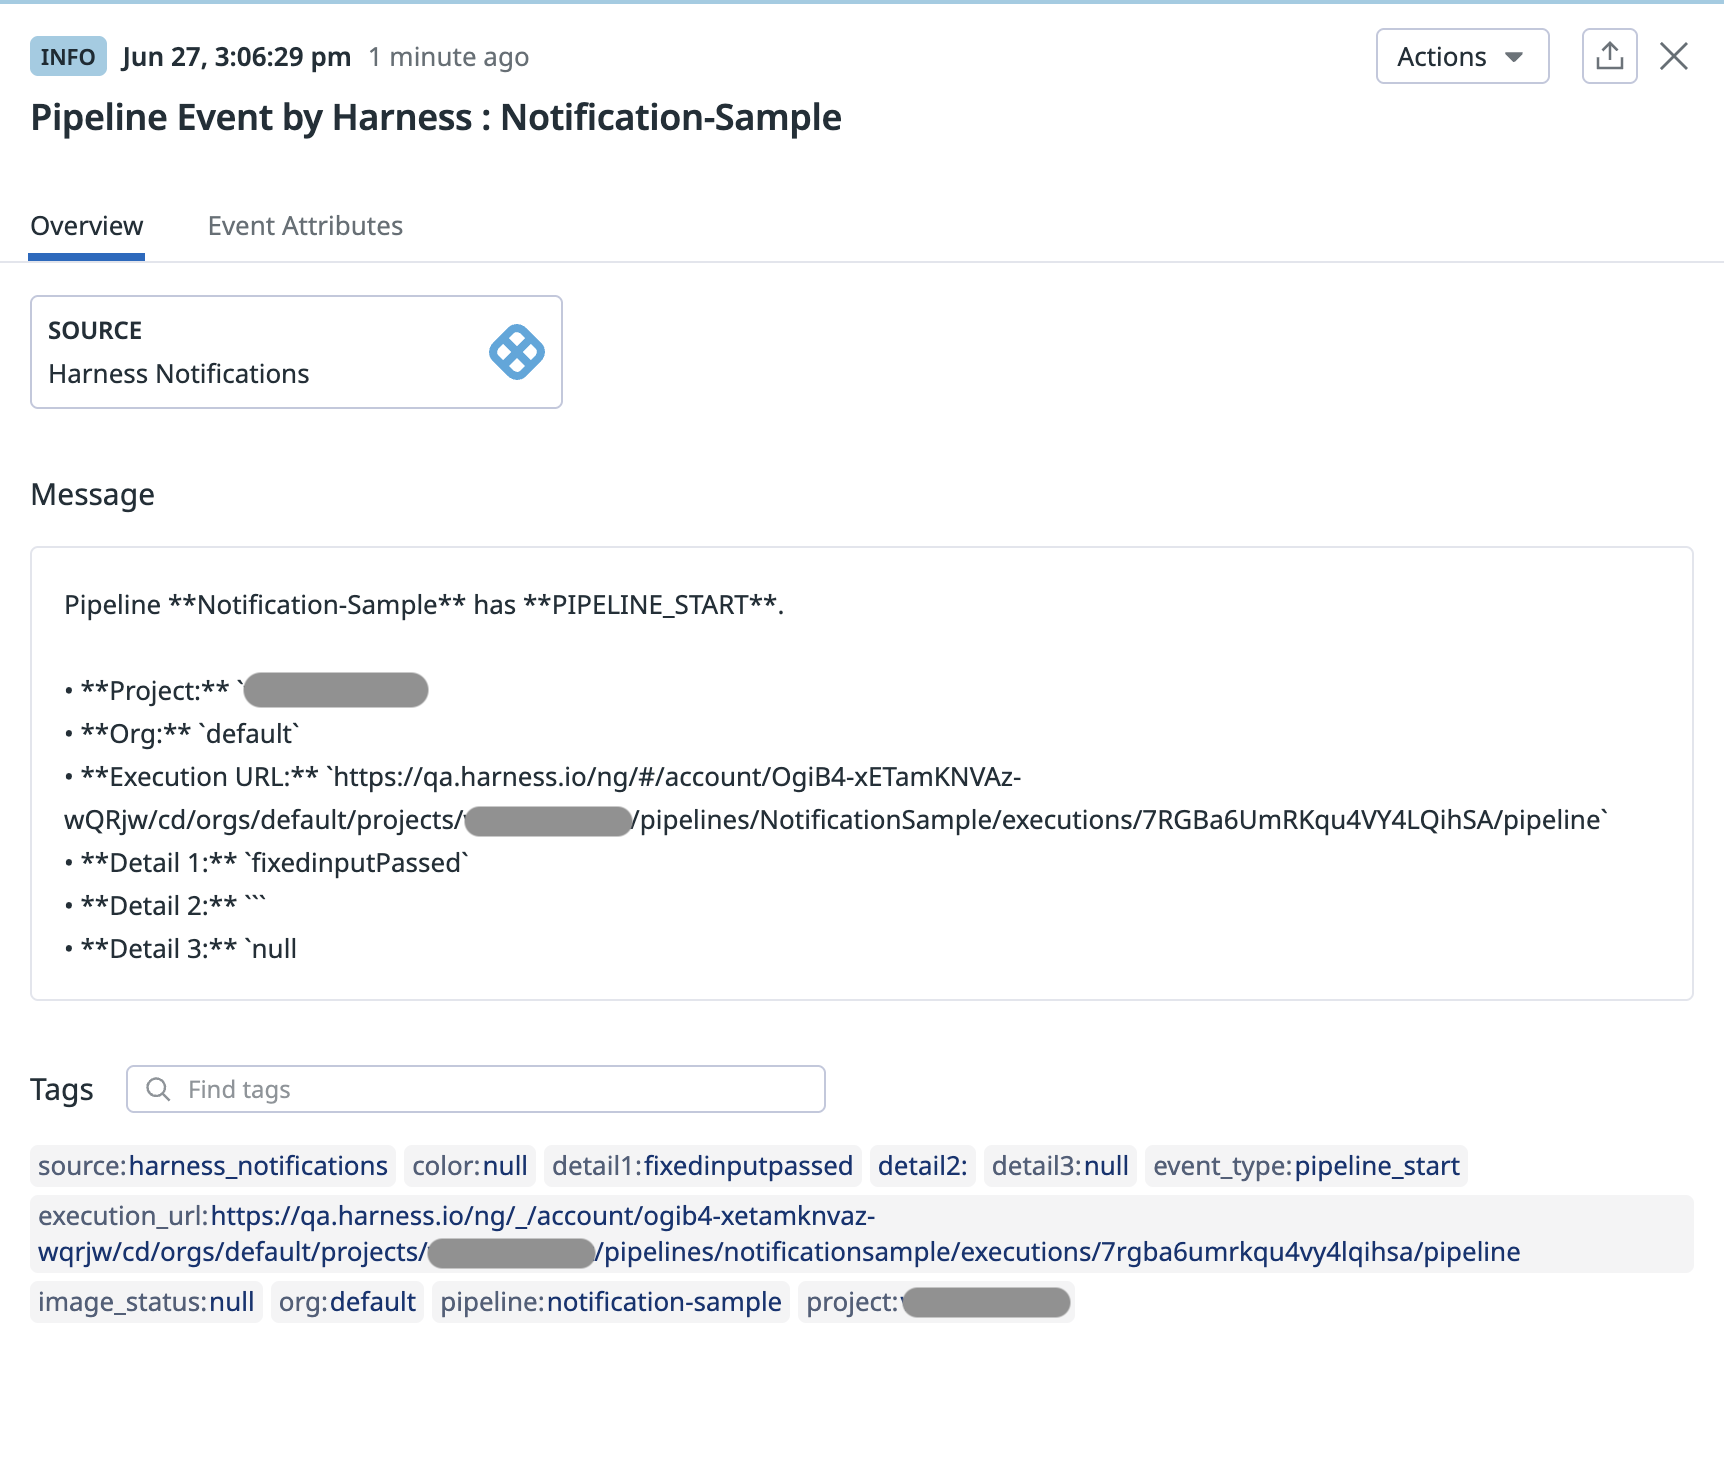 INFO Jun 27, 3:06:29 pm 1 minute ago
Actions
Pipeline Event by Harness : Notification-Sample
Overview Event Attributes
SOURCE
Harness Notifications
Message
Pipeline **Notification-Sample** has **PIPELINE_START**.
• **Project:** `
• **Org:** `default`
• **Execution URL:** `https://qa.harness.io/ng/#/account/OgiB4-xETamKNVAz-
wQRjw/cd/orgs/default/projects/ /pipelines/NotificationSample/executions/7RGBa6UmRKqu4VY4LQihSA/pipeline`
• **Detail 1:** `fixedinputPassed`
• **Detail 2:** ```
• **Detail 3:** `null
Tags Find tags
source:harness_notifications color:null detail1:fixedinputpassed detail2: detail3:null event_type:pipeline_start
execution_url:https://qa.harness.io/ng/_/account/ogib4-xetamknvaz-
wqrjw/cd/orgs/default/projects/ /pipelines/notificationsample/executions/7rgba6umrkqu4vy4lqihsa/pipeline
image_status:null org:default pipeline:notification-sample project: